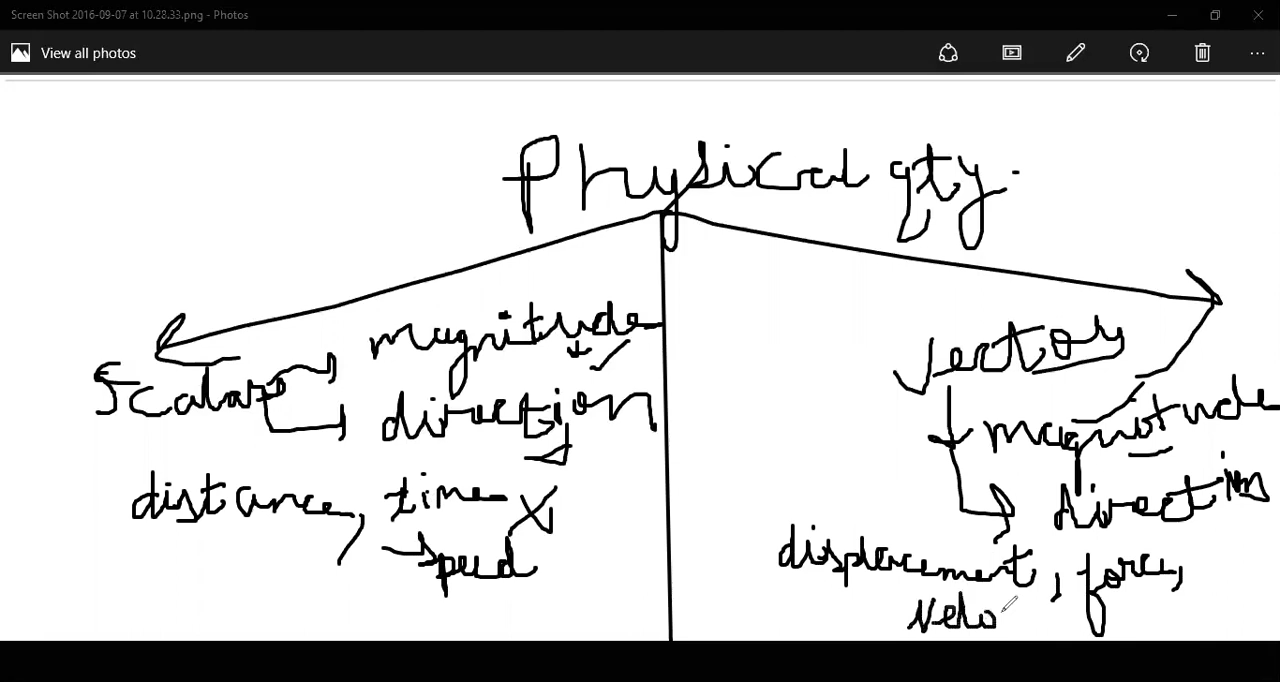 Screen Shot 2016-09-07 at 10.28.33.png - Photos
View all photos
Physical qty.
magnitude
Scalar
direction
distance, time
speed
Vector
magnitude
direction
displacement, force,
Velo